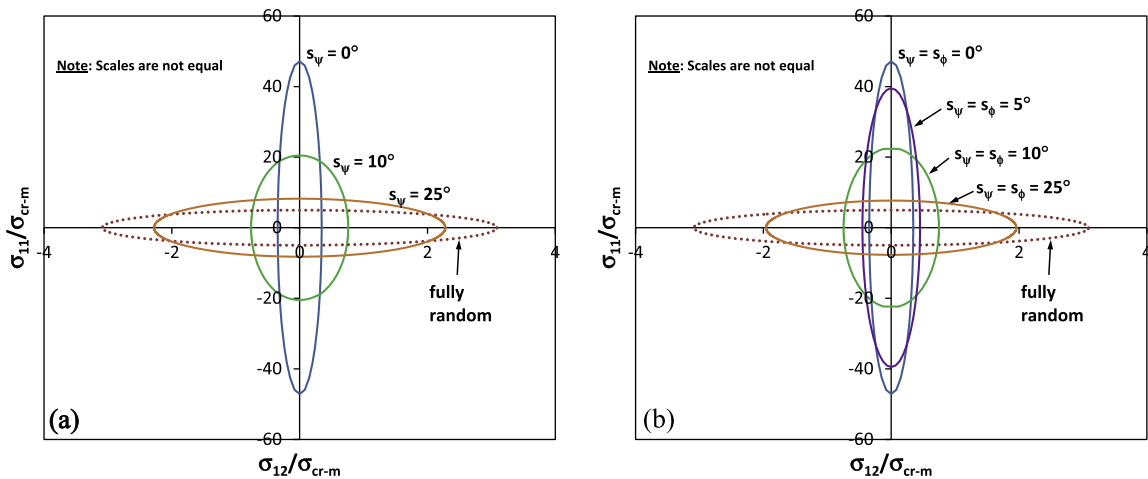 60
40
20
0
-20
-40
-60
-4
-2
0
2
4
σ11/σcr-m
σ12/σcr-m
Note: Scales are not equal
sψ = 0°
sψ = 10°
sψ = 25°
fully
random
(a)
60
40
20
0
-20
-40
-60
-4
-2
0
2
4
σ11/σcr-m
σ12/σcr-m
Note: Scales are not equal
sψ = sϕ = 0°
sψ = sϕ = 5°
sψ = sϕ = 10°
sψ = sϕ = 25°
fully
random
(b)